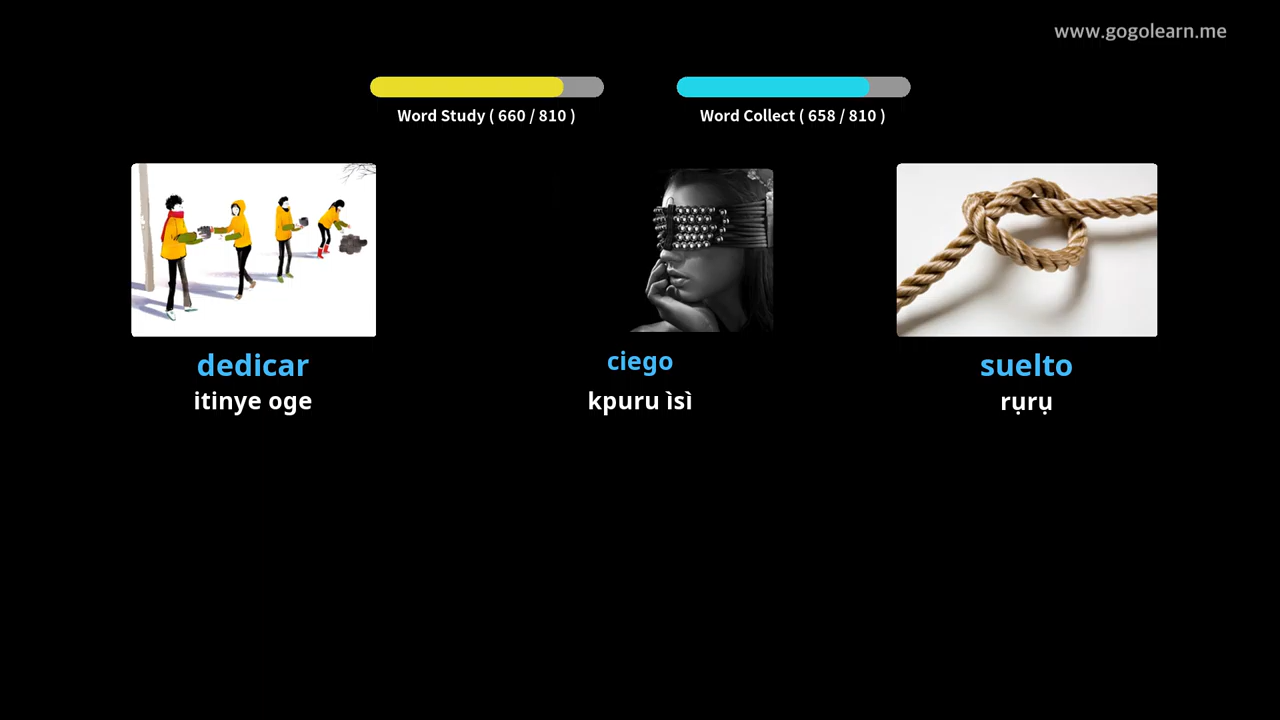 www.gogolearn.me
Word Study ( 660 / 810 )
Word Collect ( 658 / 810 )
dedicar
itinye oge
ciego
kpuru ìsì
suelto
rụrụ